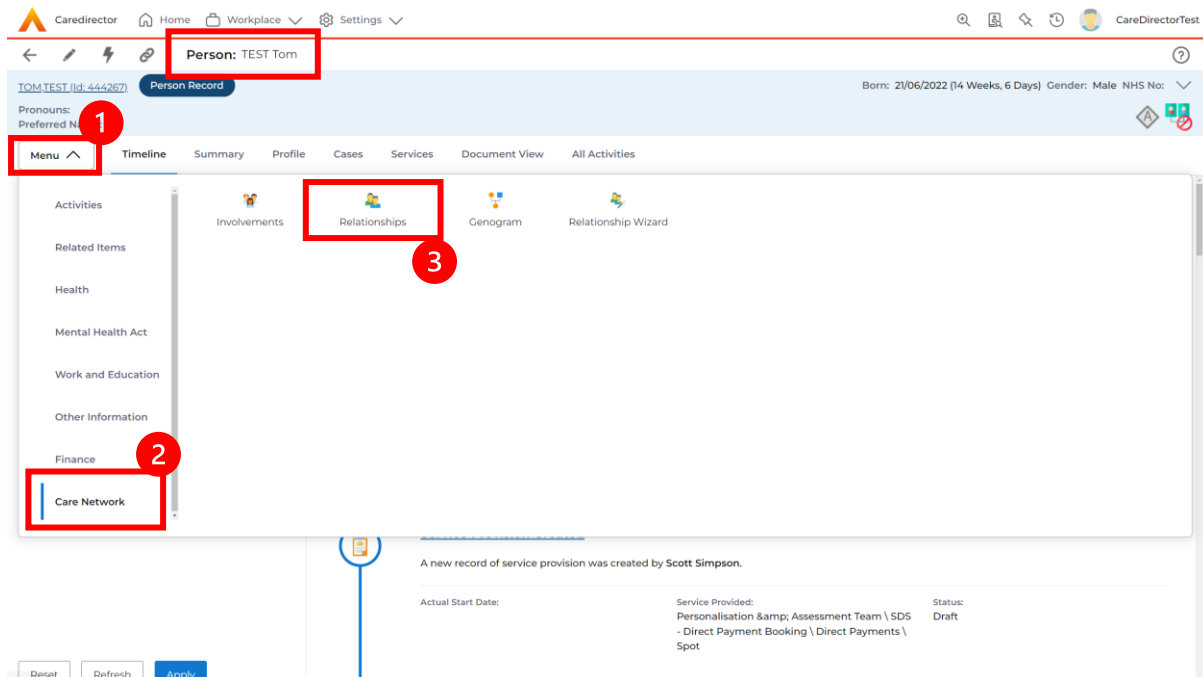 Caredirector Home Workplace Settings CareDirectorTest
Person: TEST Tom
TOM,TEST (Id: 444267) Person Record Born: 21/06/2022 (14 Weeks, 6 Days) Gender: Male NHS No:
Pronouns:
Preferred
1
Menu Timeline Summary Profile Cases Services Document View All Activities
Activities
Involvements Relationships Genogram Relationship Wizard
Related Items
3
Health
Mental Health Act
Work and Education
Other Information
Finance
2
Care Network
A new record of service provision was created by Scott Simpson.
Actual Start Date: Service Provided: Status:
Personalisation &amp; Assessment Team \ SDS Draft
- Direct Payment Booking \ Direct Payments \
Spot
Reset Refresh Apply